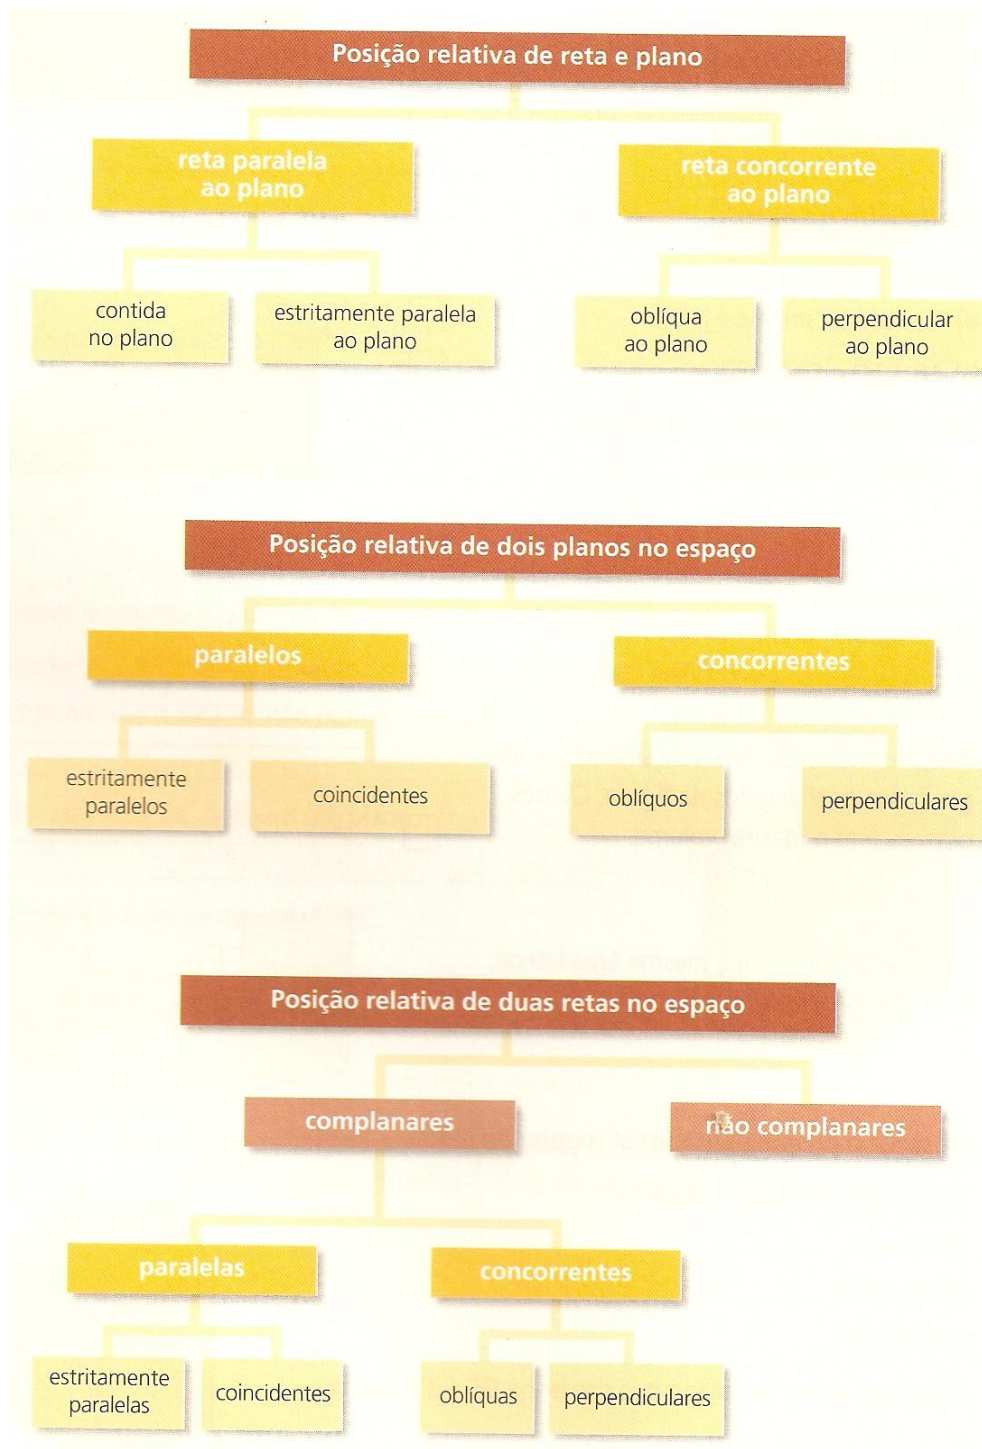 Posição relativa de reta e plano
reta paralela
ao plano
reta concorrente
ao plano
contida
no plano
estritamente paralela
ao plano
oblíqua
ao plano
perpendicular
ao plano
Posição relativa de dois planos no espaço
paralelos
concorrentes
estritamente
paralelos
coincidentes
oblíquos
perpendiculares
Posição relativa de duas retas no espaço
complanares
não complanares
paralelas
concorrentes
estritamente
paralelas
coincidentes
oblíquas
perpendiculares